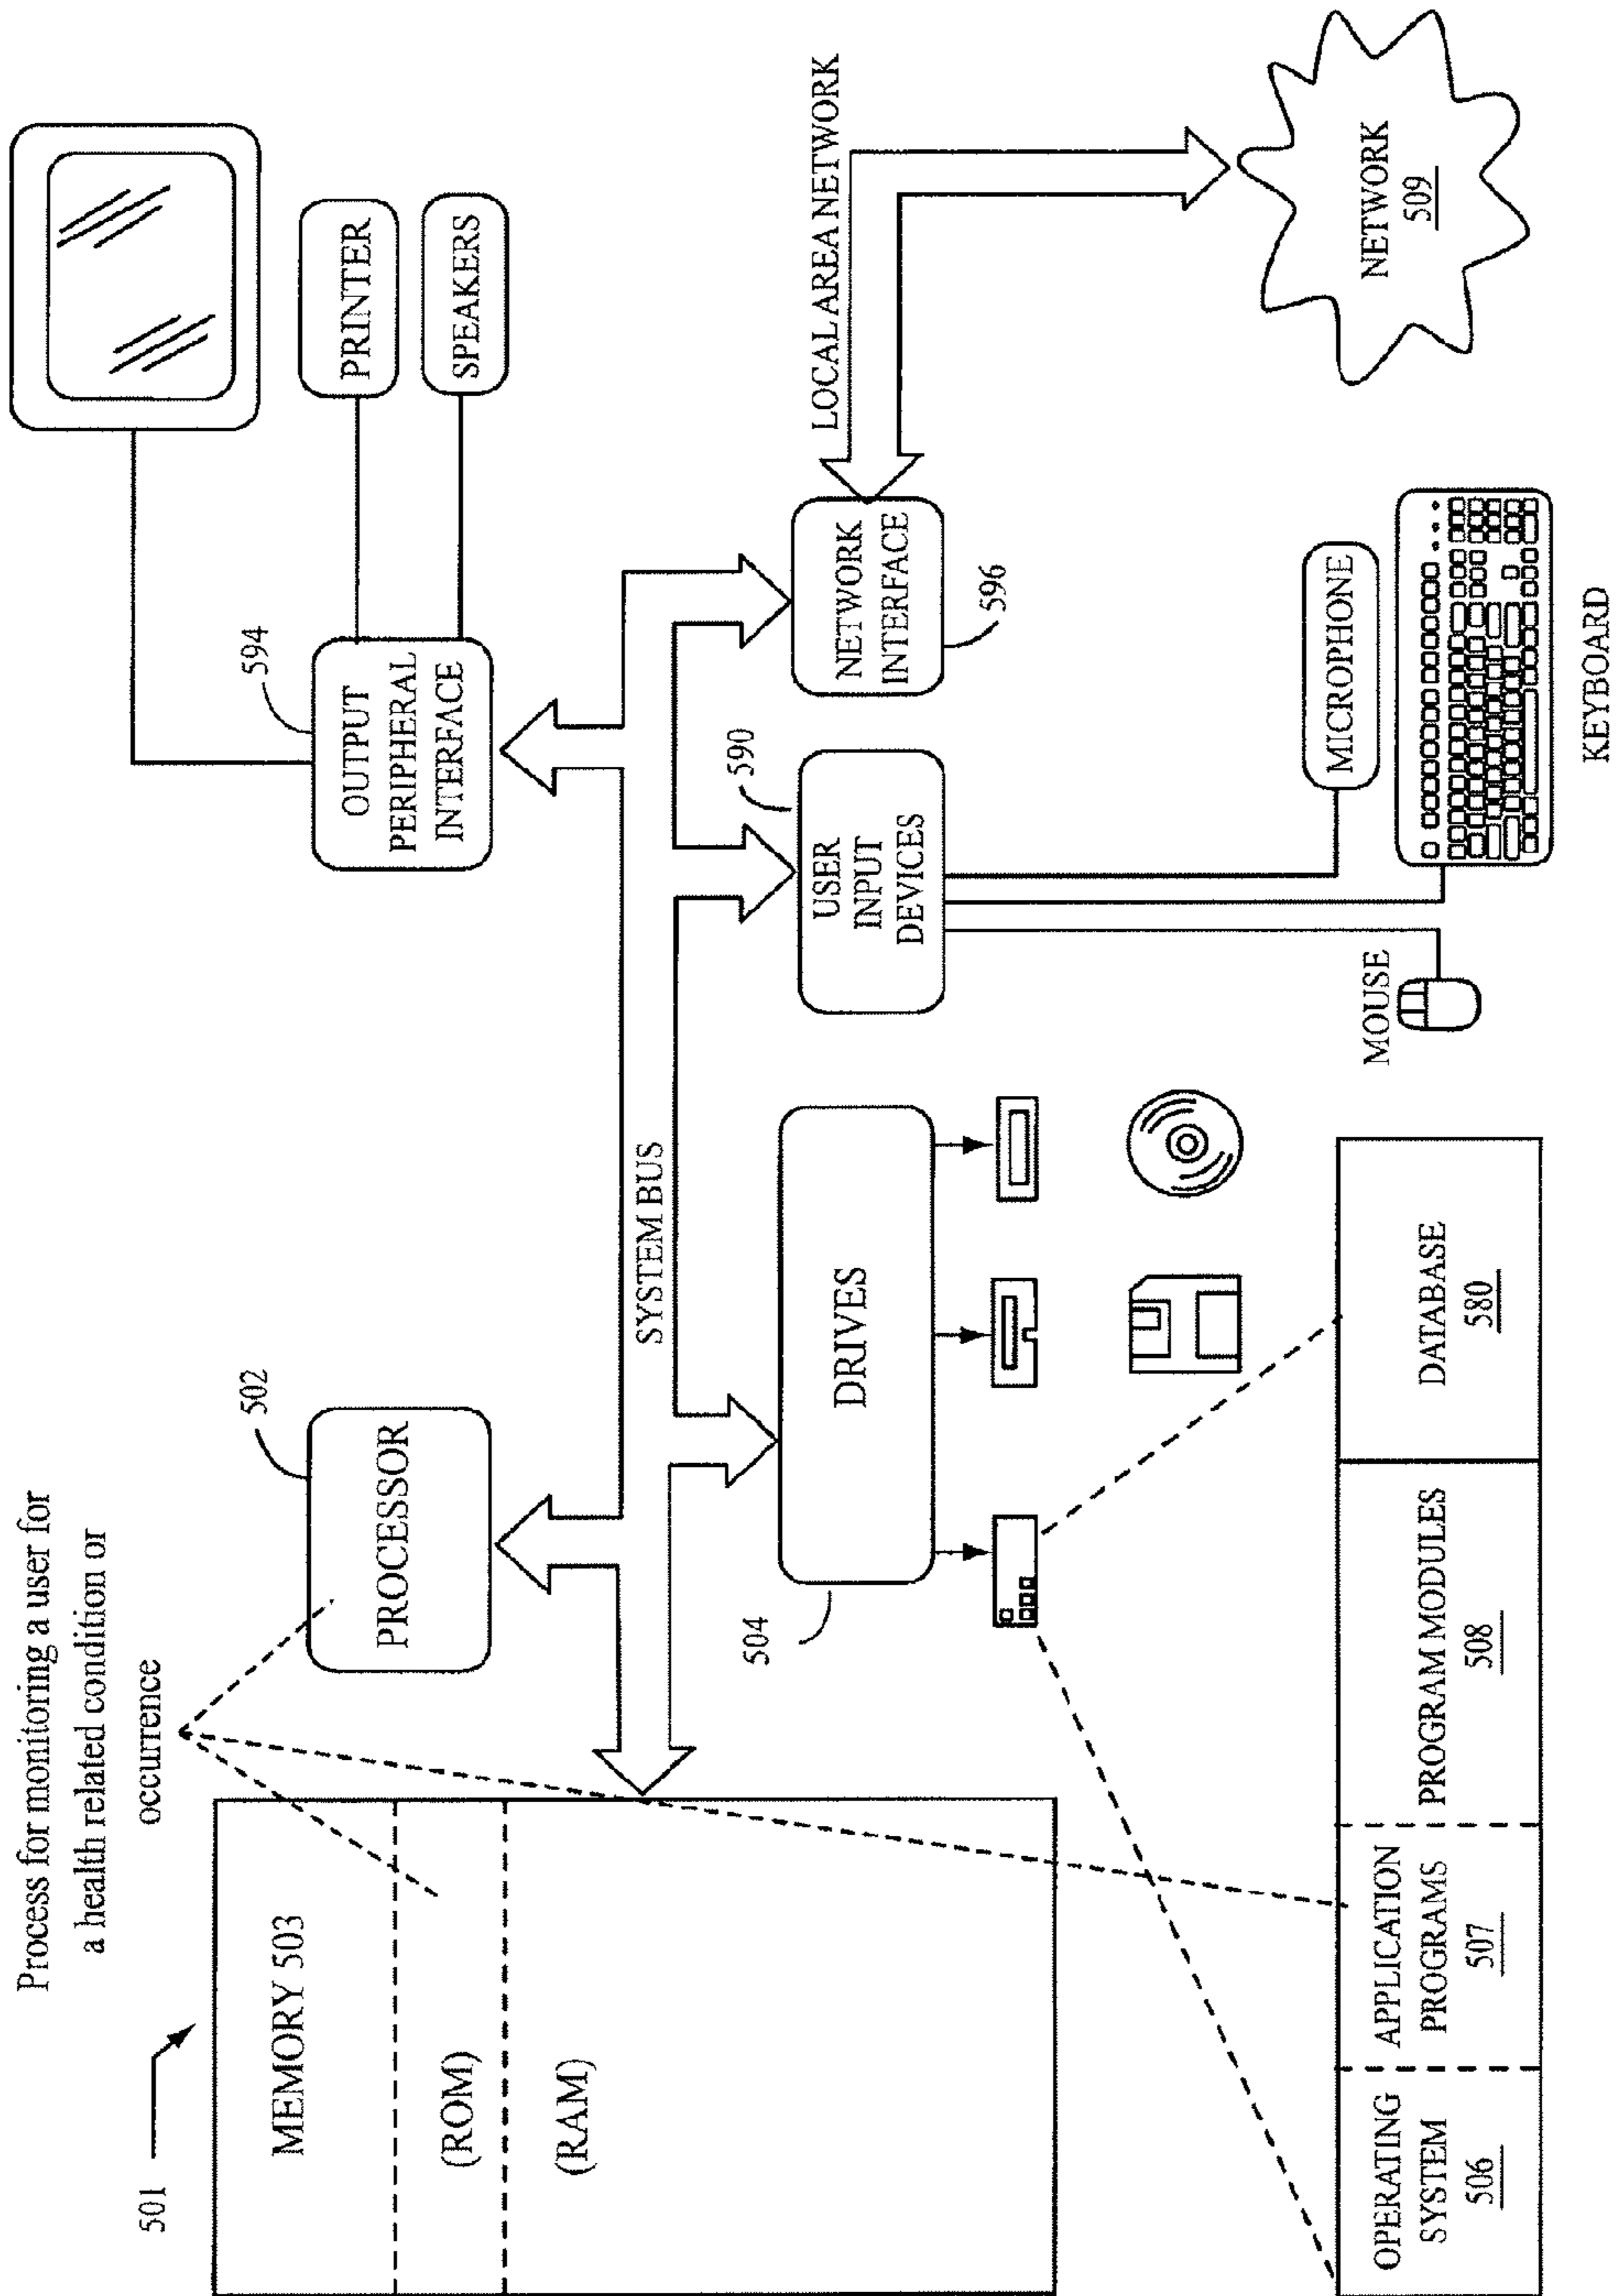 Process for monitoring a user for
a health related condition or
occurrence
501
MEMORY 503
(ROM)
(RAM)
502
PROCESSOR
SYSTEM BUS
594
OUTPUT
PERIPHERAL
INTERFACE
PRINTER
SPEAKERS
504
DRIVES
590
USER
INPUT
DEVICES
NETWORK
INTERFACE
596
LOCAL AREA NETWORK
NETWORK
509
MOUSE
MICROPHONE
KEYBOARD
OPERATING
SYSTEM
506
APPLICATION
PROGRAMS
507
PROGRAM MODULES
508
DATABASE
580